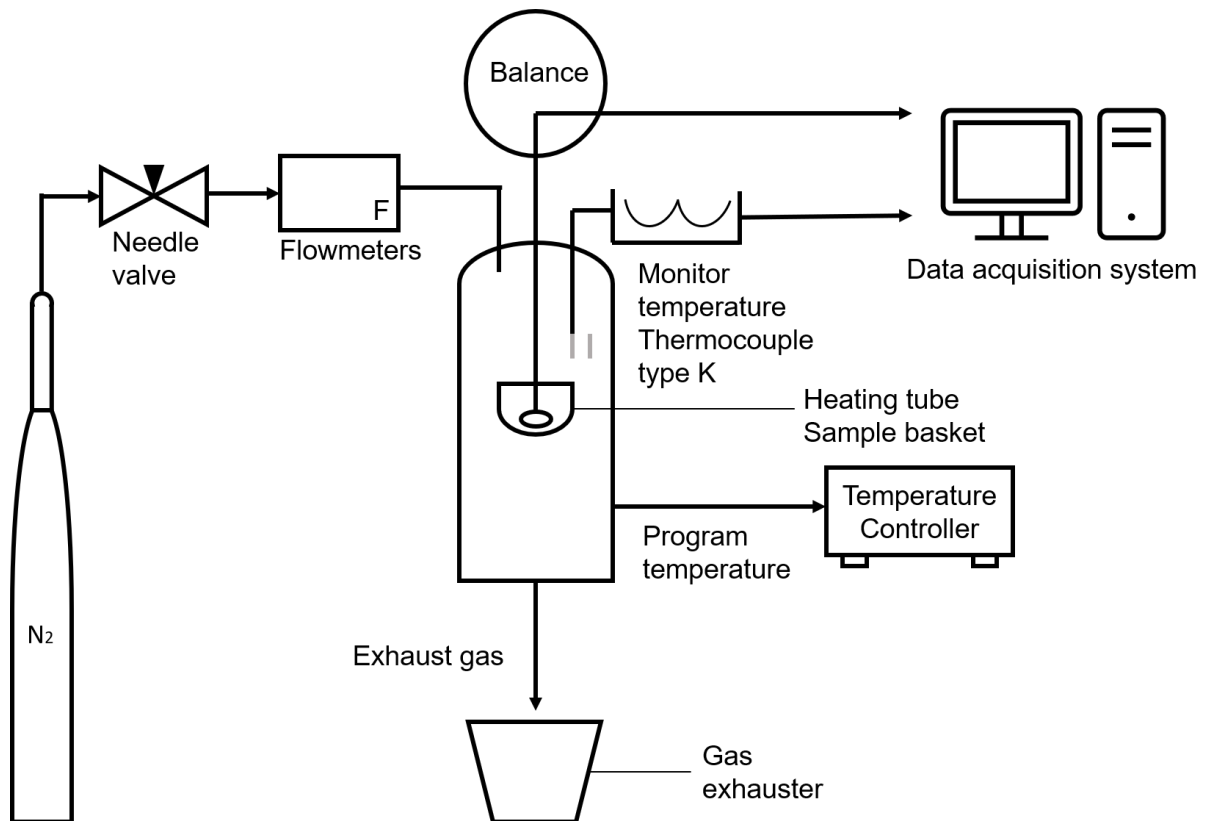 Balance
F
Needle
valve
Flowmeters
Monitor
temperature
Thermocouple
type K
Data acquisition system
Heating tube
Sample basket
Temperature
Controller
Program
temperature
N2
Exhaust gas
Gas
exhauster